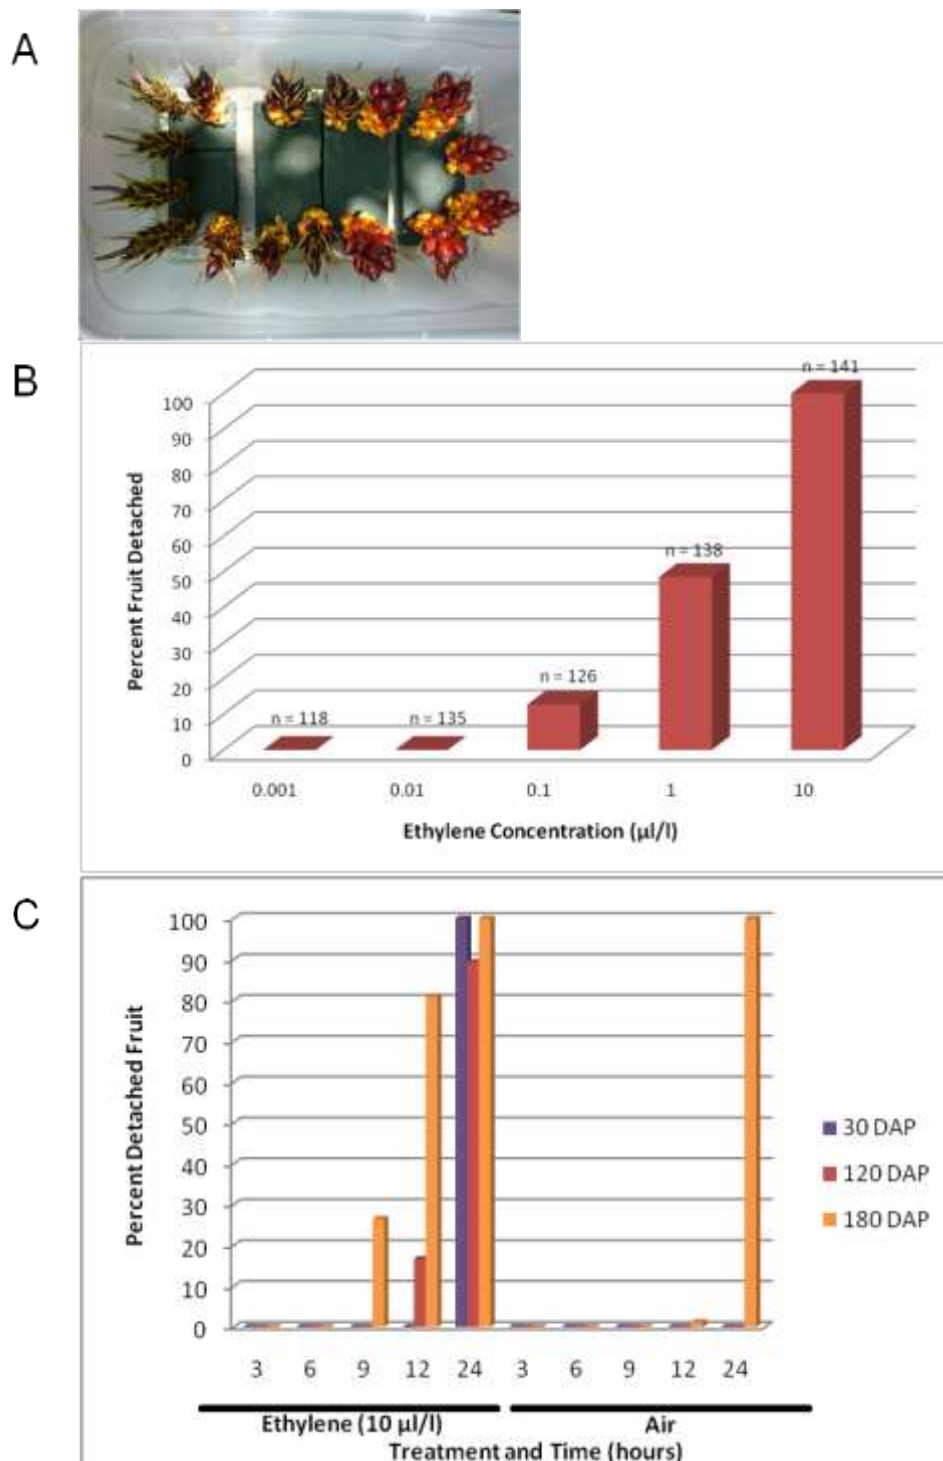 A
B
n = 141
100
90
80
70
60
50
40
30
20
10
0
Percent Fruit Detached
n = 138
n = 126
n = 118
n = 135
0.001 0.01 0.1 1 10
Ethylene Concentration (µl/l)
C
100
90
80
70
60
50
40
30
20
10
0
Percent Detached Fruit
30 DAP
120 DAP
180 DAP
3 6 9 12 24 3 6 9 12 24
Ethylene (10 µl/l) Air
Treatment and Time (hours)